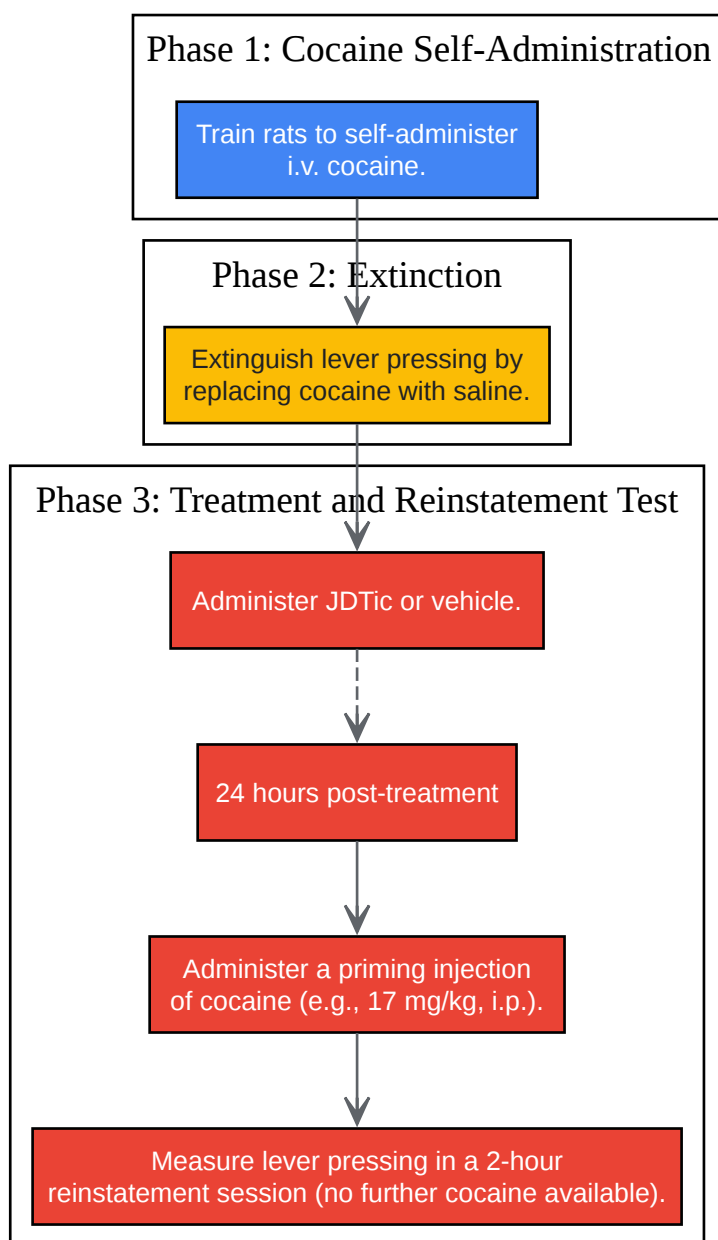 Phase 1: Cocaine Self-Administration
Train rats to self-administer
i.v. cocaine.
Phase 2: Extinction
Extinguish lever pressing by
replacing cocaine with saline.
Phase 3: Treatment and Reinstatement Test
Administer JDTic or vehicle.
24 hours post-treatment
Administer a priming injection
of cocaine (e.g., 17 mg/kg, i.p.).
Measure lever pressing in a 2-hour
reinstatement session (no further cocaine available).